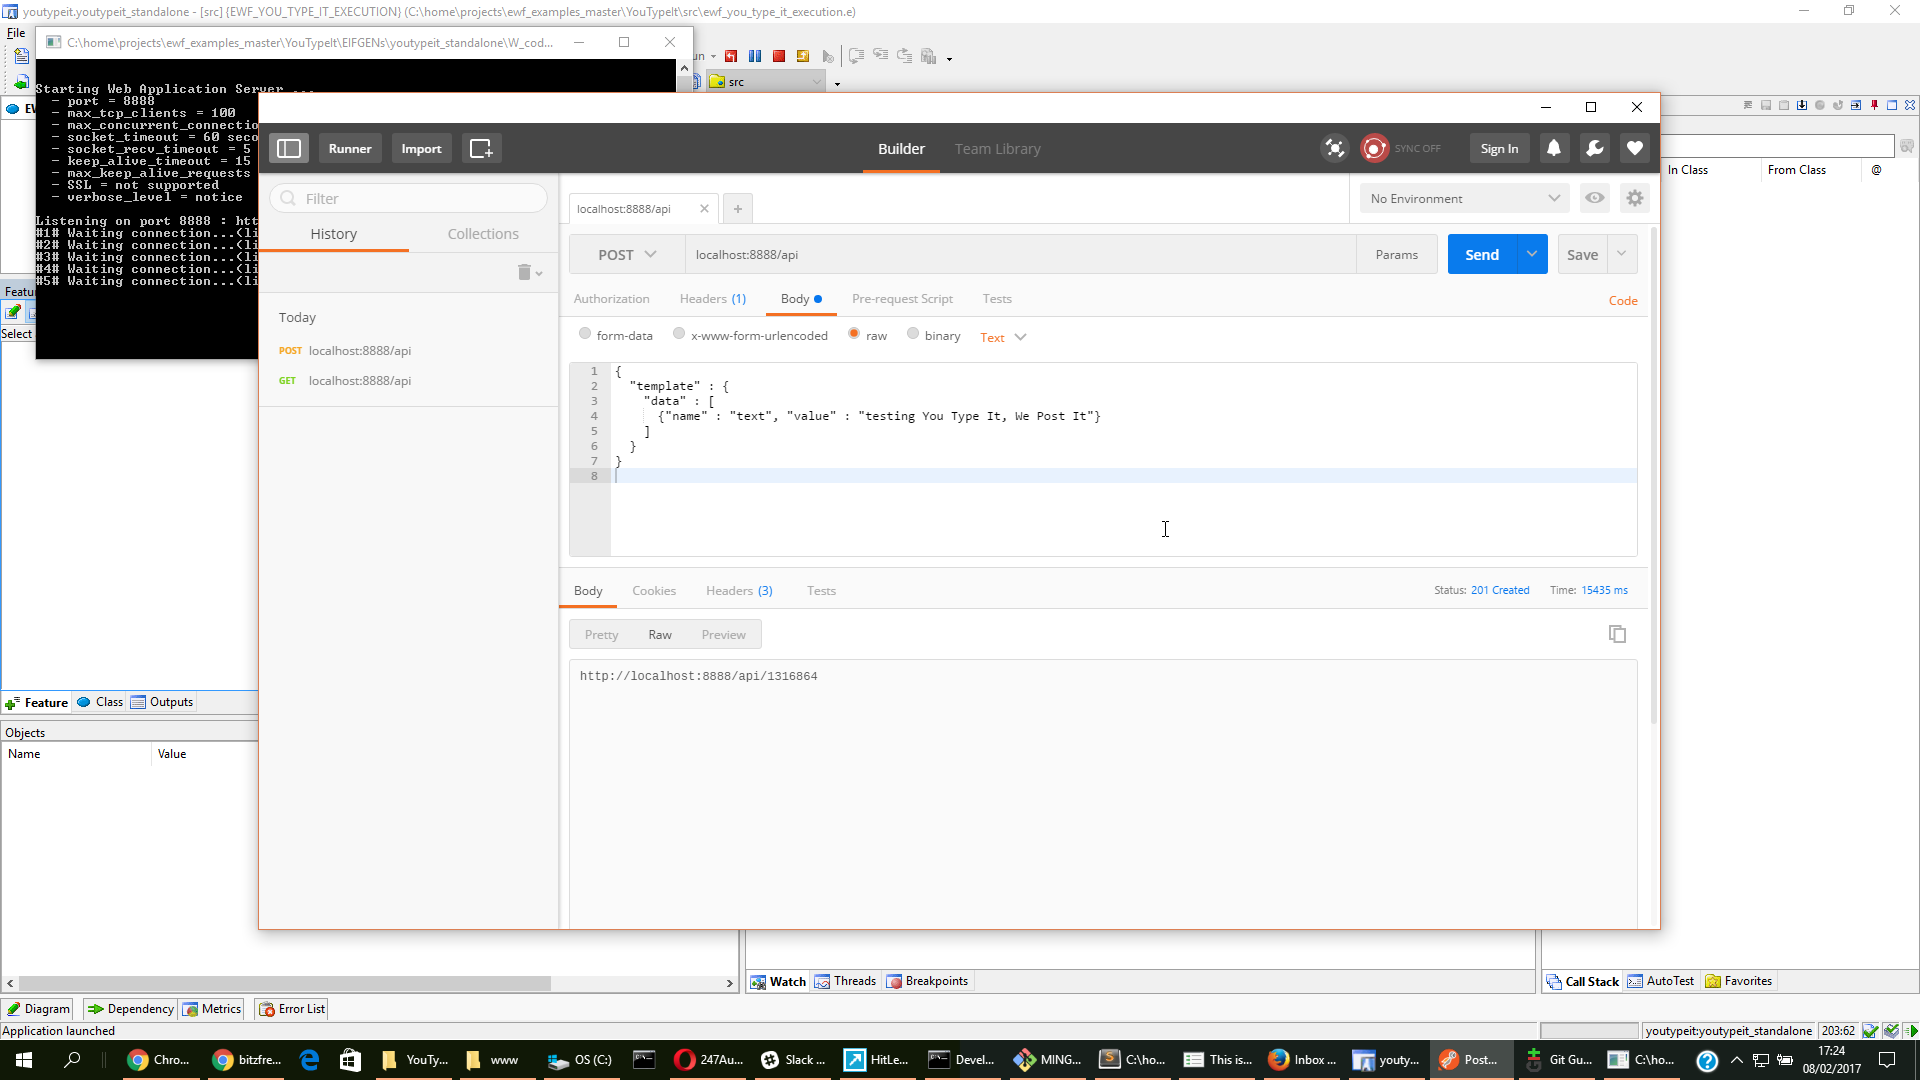 youtypeit.youtypeit_standalone - [src] {EWF_YOU_TYPE_IT_EXECUTION} (C:\home\projects\ewf_examples_master\YouTypeIt\src\ewf_you_type_it_execution.e)
File
C:\home\projects\ewf_examples_master\YouTypeIt\EIFGENs\youtypeit_standalone\W_cod...
src
Starting Web Application Server ...
- port = 8888
- max_tcp_clients = 100
- max_concurrent_connectio
- socket_timeout = 60 seco
- socket_recv_timeout = 5
- keep_alive_timeout = 15
- max_keep_alive_requests
- SSL = not supported
- verbose_level = notice
Listening on port 8888 : htt
#1# Waiting connection...(li
#2# Waiting connection...(li
#3# Waiting connection...(li
#4# Waiting connection...(li
#5# Waiting connection...(li
Runner
Import
Builder
Team Library
SYNC OFF
Sign In
In Class
From Class
@
Filter
History
Collections
Today
POST localhost:8888/api
GET localhost:8888/api
localhost:8888/api
No Environment
POST
localhost:8888/api
Params
Send
Save
Authorization
Headers (1)
Body
Pre-request Script
Tests
Code
form-data
x-www-form-urlencoded
raw
binary
Text
1 {
2 "template" : {
3 "data" : [
4 {"name" : "text", "value" : "testing You Type It, We Post It"}
5 ]
6 }
7 }
8
Body
Cookies
Headers (3)
Tests
Status: 201 Created
Time: 15435 ms
Pretty
Raw
Preview
http://localhost:8888/api/1316864
Featur
Select
Feature
Class
Outputs
Objects
Name
Value
Watch
Threads
Breakpoints
Call Stack
AutoTest
Favorites
Diagram
Dependency
Metrics
Error List
Application launched
youtypeit:youtypeit_standalone
203:62
Chro...
bitzfre...
YouTy...
www
OS (C:)
247Au...
Slack ...
HitLe...
Devel...
MING...
C:\ho...
This is...
Inbox ...
youty...
Post...
Git Gu...
C:\ho...
17:24
08/02/2017